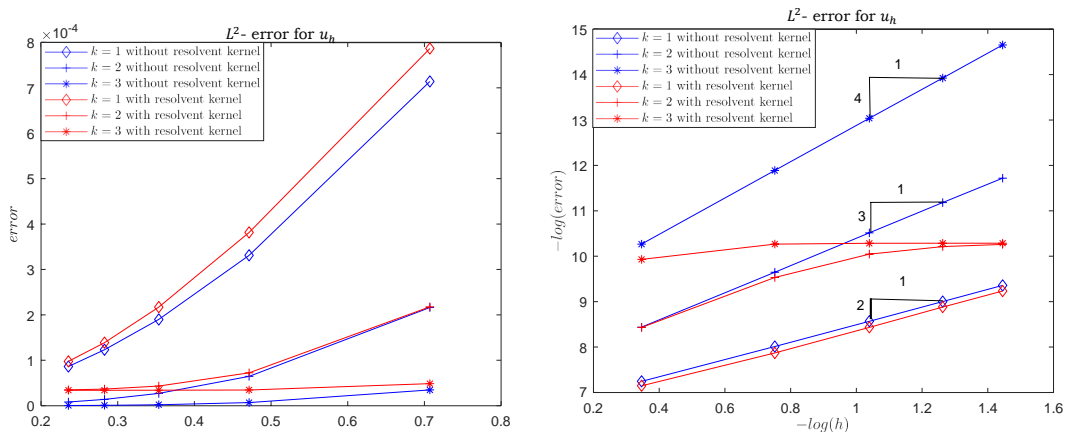 L²- error for u_h
×10⁻⁴
k = 1 without resolvent kernel
k = 2 without resolvent kernel
k = 3 without resolvent kernel
k = 1 with resolvent kernel
k = 2 with resolvent kernel
k = 3 with resolvent kernel
8
7
6
5
4
3
2
1
0
error
0.2 0.3 0.4 0.5 0.6 0.7 0.8
L²- error for u_h
k = 1 without resolvent kernel
k = 2 without resolvent kernel
k = 3 without resolvent kernel
k = 1 with resolvent kernel
k = 2 with resolvent kernel
k = 3 with resolvent kernel
15
14
13
12
11
10
9
8
7
-log(error)
1
4
1
3
1
2
0.2 0.4 0.6 0.8 1 1.2 1.4 1.6
-log(h)